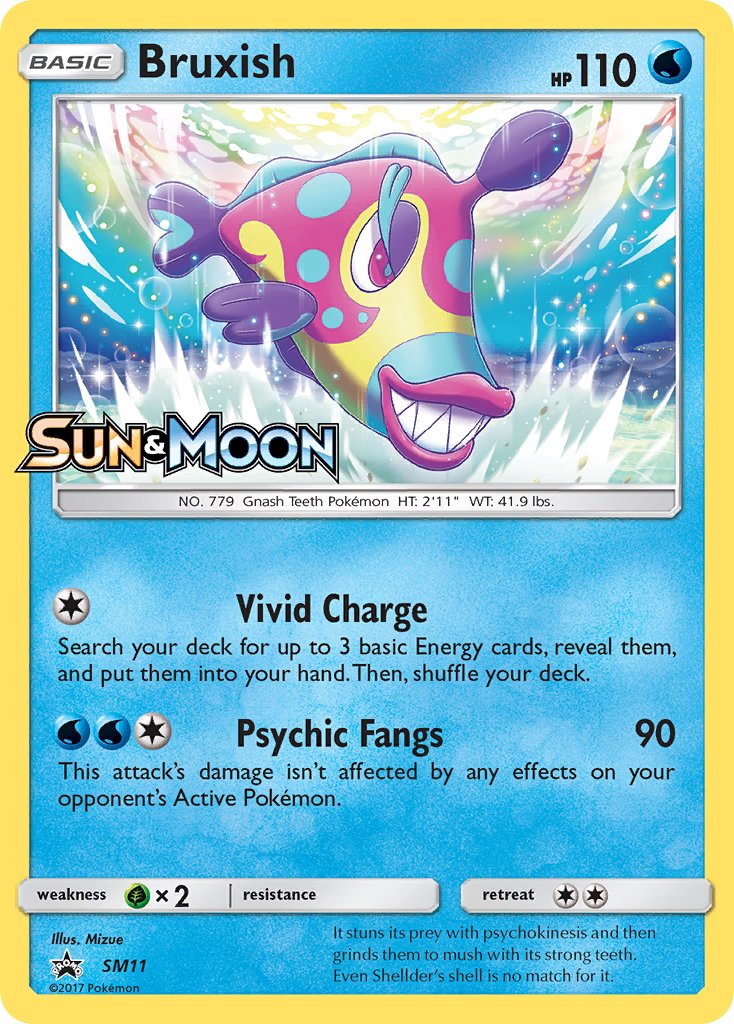 BASIC Bruxish HP 110
SUN & MOON
NO. 779 Gnash Teeth Pokémon HT: 2'11" WT: 41.9 lbs.
Vivid Charge
Search your deck for up to 3 basic Energy cards, reveal them,
and put them into your hand. Then, shuffle your deck.
Psychic Fangs 90
This attack's damage isn't affected by any effects on your
opponent's Active Pokémon.
weakness × 2 resistance retreat
Illus. Mizue
PROMO SM11
©2017 Pokémon
It stuns its prey with psychokinesis and then
grinds them to mush with its strong teeth.
Even Shellder's shell is no match for it.